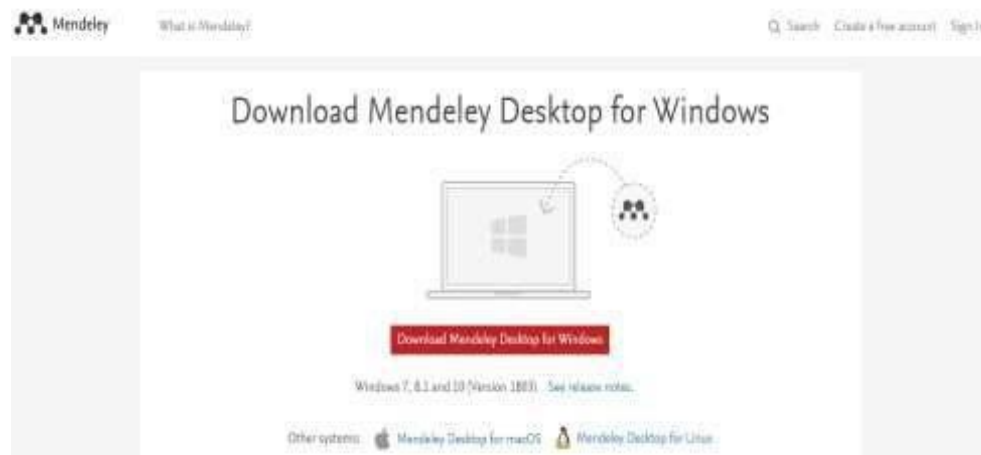 Mendeley
What is Mendeley?
Search Create a free account Sign In
Download Mendeley Desktop for Windows
Download Mendeley Desktop for Windows
Windows 7, 8.1 and 10 (Version 1803) See release notes.
Other systems: Mendeley Desktop for macOS Mendeley Desktop for Linux